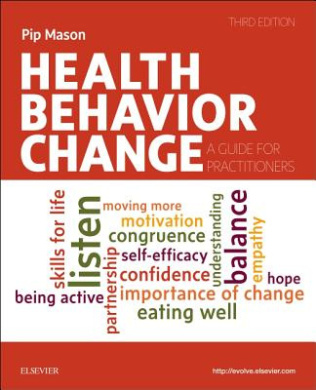 THIRD EDITION
Pip Mason
HEALTH
BEHAVIOR
CHANGE
A GUIDE FOR
PRACTITIONERS
skills for life
listen
moving more
motivation
congruence
self-efficacy
confidence
partnership
understanding
balance
empathy
hope
being active
importance of change
eating well
ELSEVIER
http://evolve.elsevier.com